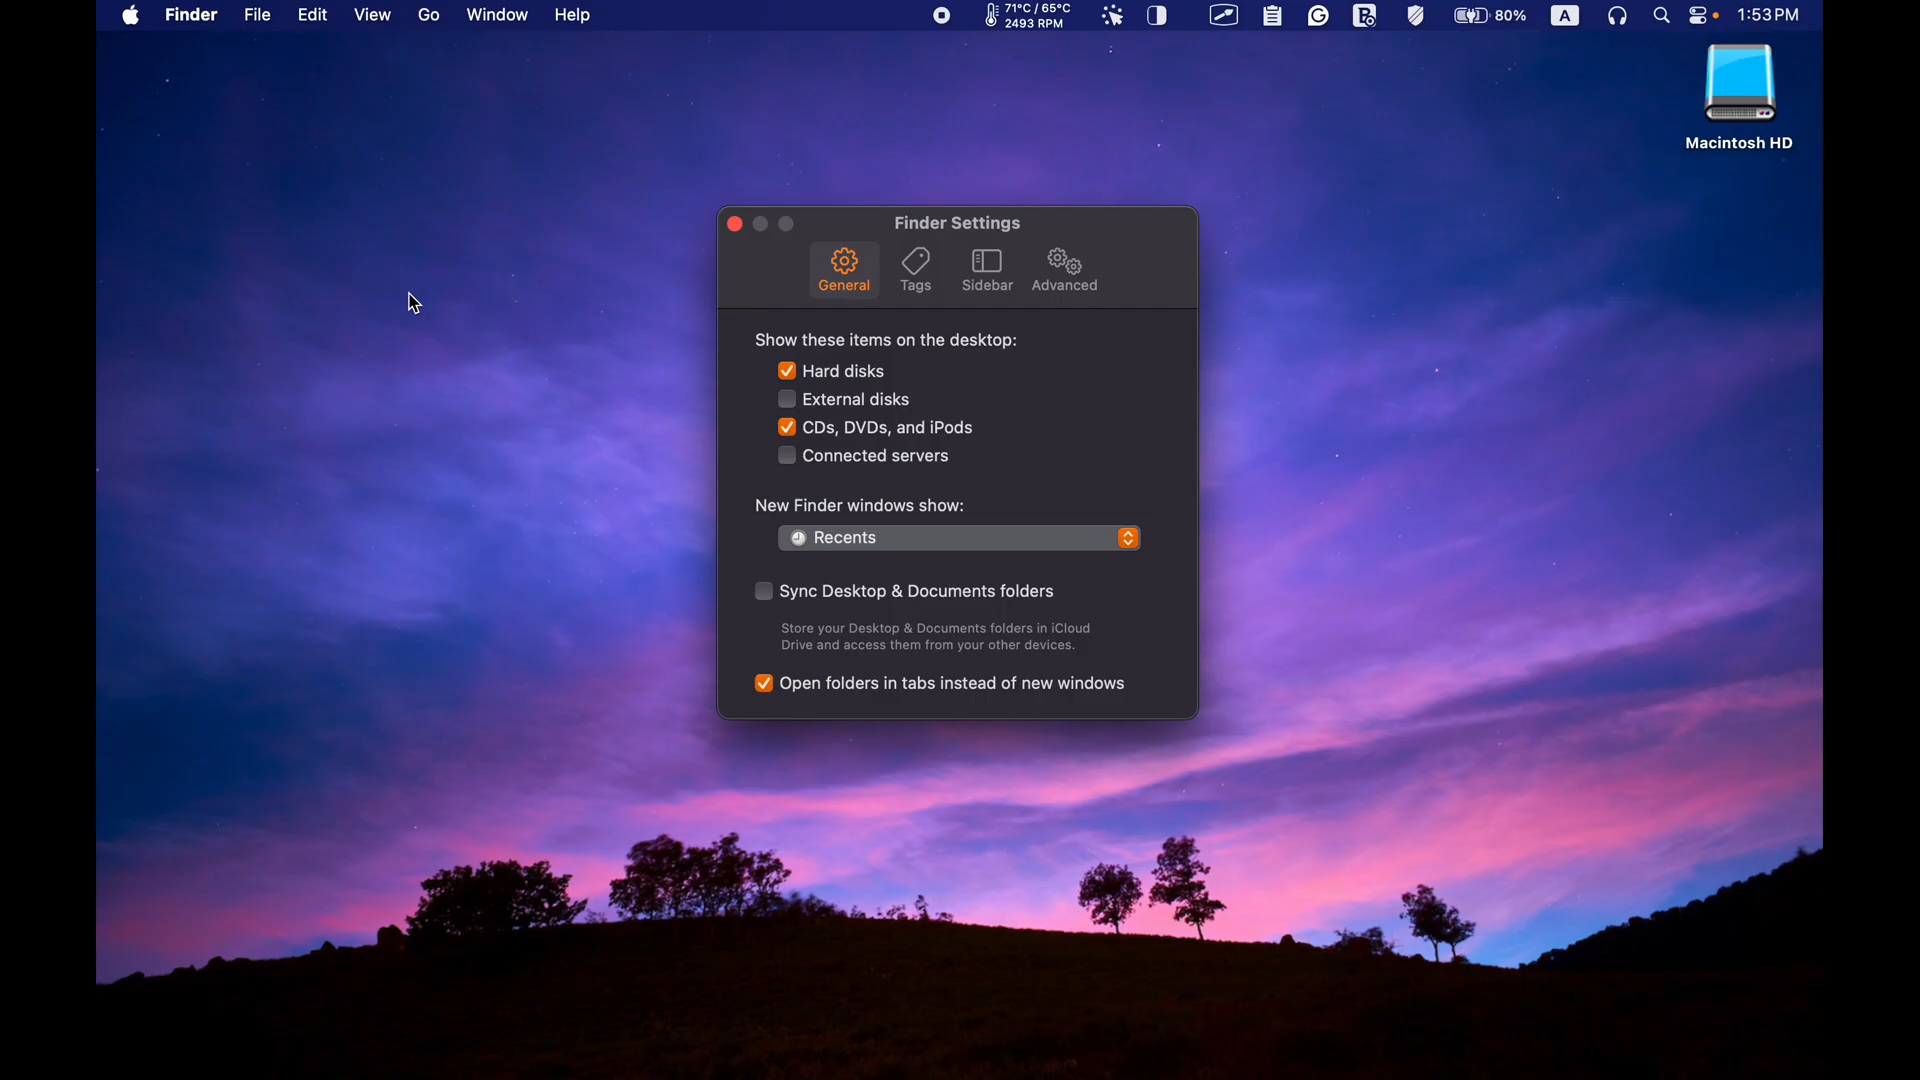 Finder File Edit View Go Window Help 71°C / 65°C 80% A 1:53 PM
2493 RPM
Macintosh HD
Finder Settings
General Tags Sidebar Advanced
Show these items on the desktop:
Hard disks
External disks
CDs, DVDs, and iPods
Connected servers
New Finder windows show:
Recents
Sync Desktop & Documents folders
Store your Desktop & Documents folders in iCloud
Drive and access them from your other devices.
Open folders in tabs instead of new windows